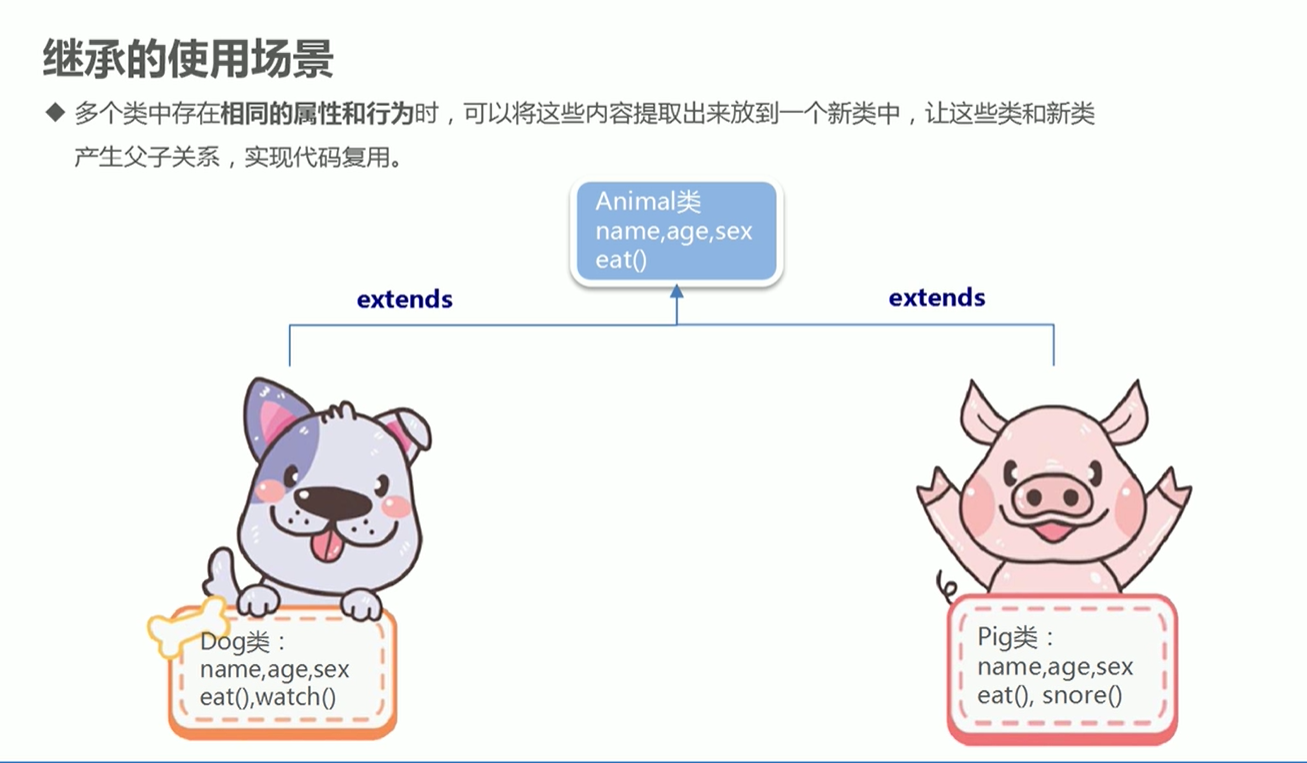 继承的使用场景
◆ 多个类中存在相同的属性和行为时，可以将这些内容提取出来放到一个新类中，让这些类和新类
产生父子关系，实现代码复用。
Animal类
name,age,sex
eat()
extends
extends
Dog类：
name,age,sex
eat(),watch()
Pig类：
name,age,sex
eat(), snore()